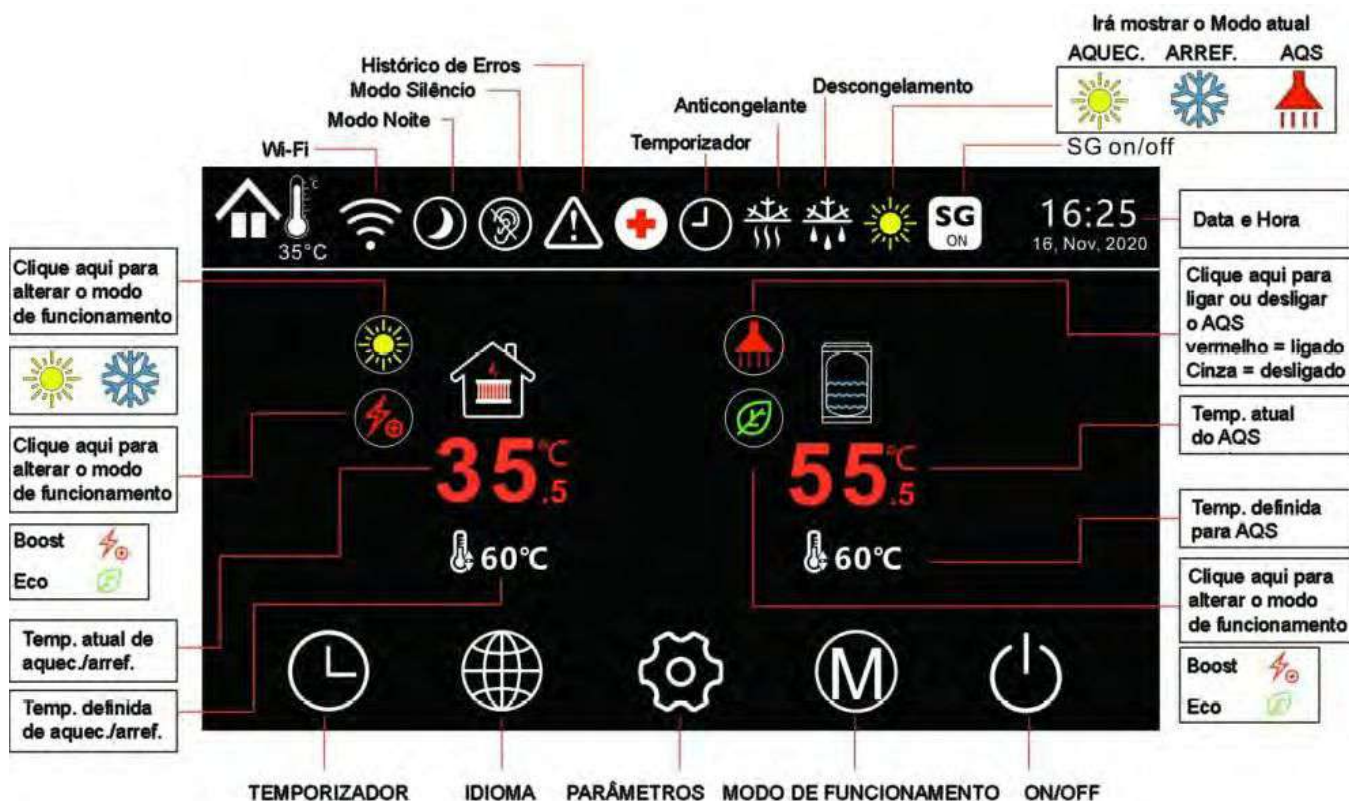 Irá mostrar o Modo atual
AQUEC. ARREF. AQS
Histórico de Erros
Modo Silêncio
Modo Noite
Wi-Fi
Descongelamento
Anticongelante
Temporizador
SG on/off
°C
35°C
SG
ON
16:25
16, Nov, 2020
Data e Hora
Clique aqui para
alterar o modo
de funcionamento
Clique aqui para
alterar o modo
de funcionamento
Boost
Eco
Temp. atual de
aquec./arref.
Temp. definida
de aquec./arref.
35.5°C
60°C
55.5°C
60°C
Clique aqui para
ligar ou desligar
o AQS
vermelho = ligado
Cinza = desligado
Temp. atual
do AQS
Temp. definida
para AQS
Clique aqui para
alterar o modo
de funcionamento
Boost
Eco
M
TEMPORIZADOR IDIOMA PARÂMETROS MODO DE FUNCIONAMENTO ON/OFF